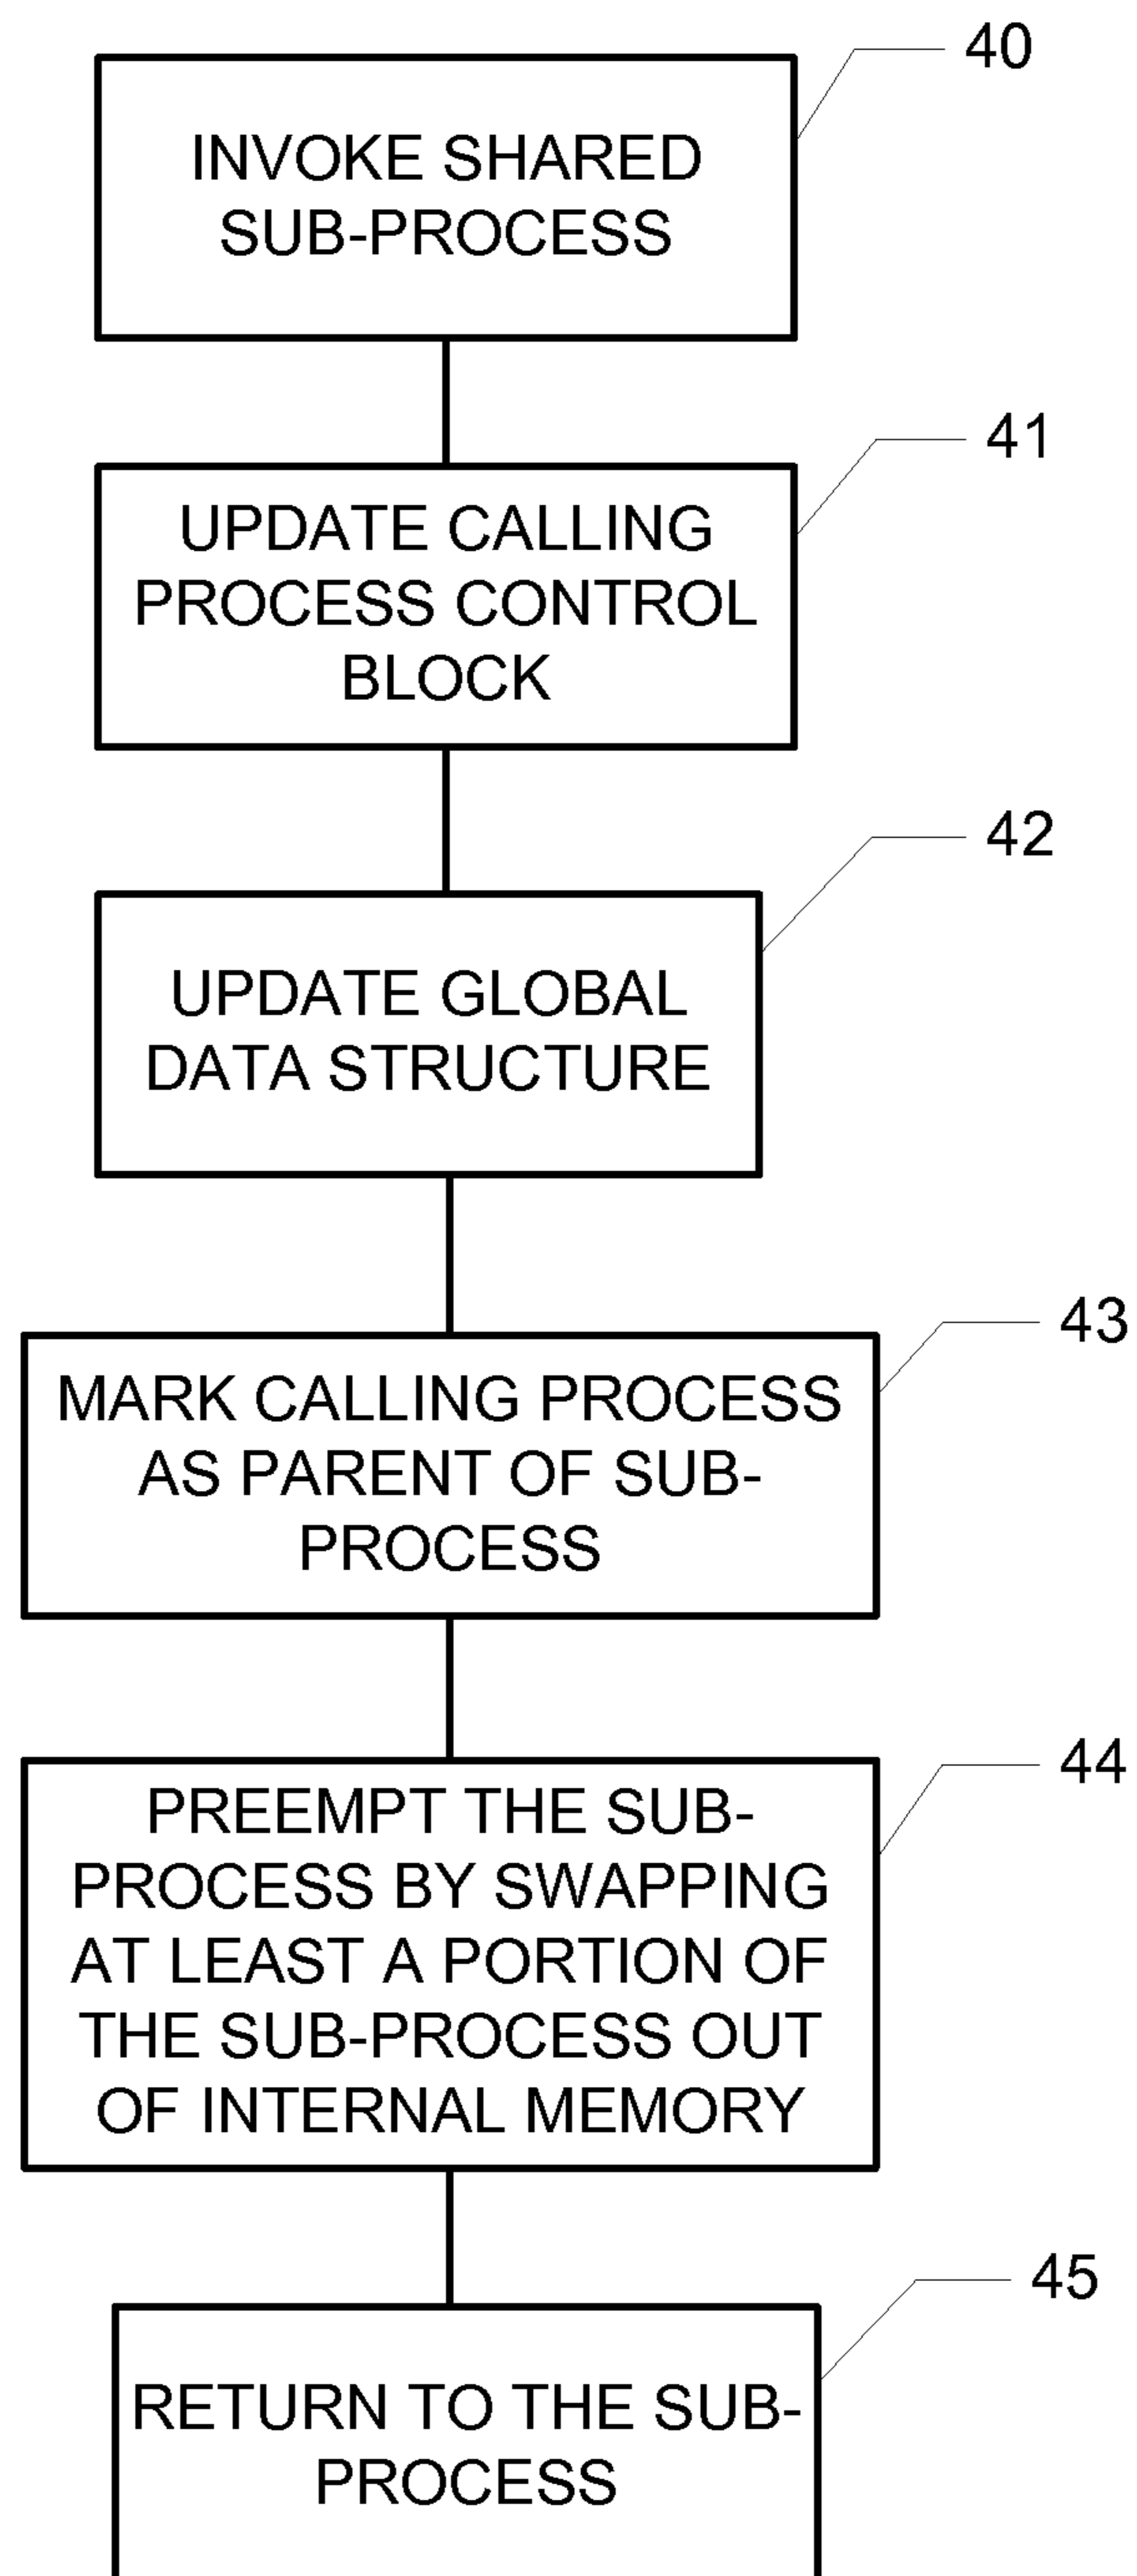 40
INVOKE SHARED
SUB-PROCESS
41
UPDATE CALLING
PROCESS CONTROL
BLOCK
42
UPDATE GLOBAL
DATA STRUCTURE
43
MARK CALLING PROCESS
AS PARENT OF SUB-
PROCESS
44
PREEMPT THE SUB-
PROCESS BY SWAPPING
AT LEAST A PORTION OF
THE SUB-PROCESS OUT
OF INTERNAL MEMORY
45
RETURN TO THE SUB-
PROCESS